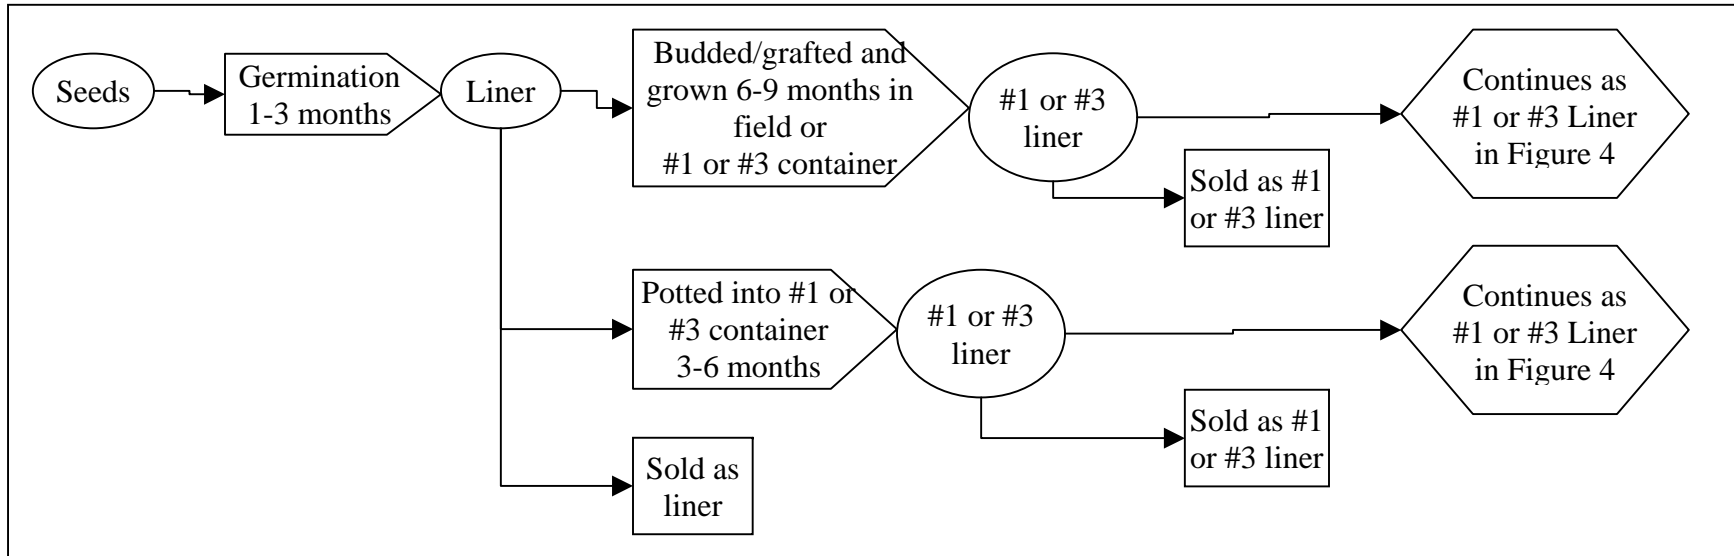 Seeds
Germination
1-3 months
Liner
Budded/grafted and
grown 6-9 months in
field or
#1 or #3 container
#1 or #3
liner
Continues as
#1 or #3 Liner
in Figure 4
Sold as #1
or #3 liner
Potted into #1 or
#3 container
3-6 months
#1 or #3
liner
Continues as
#1 or #3 Liner
in Figure 4
Sold as #1
or #3 liner
Sold as
liner